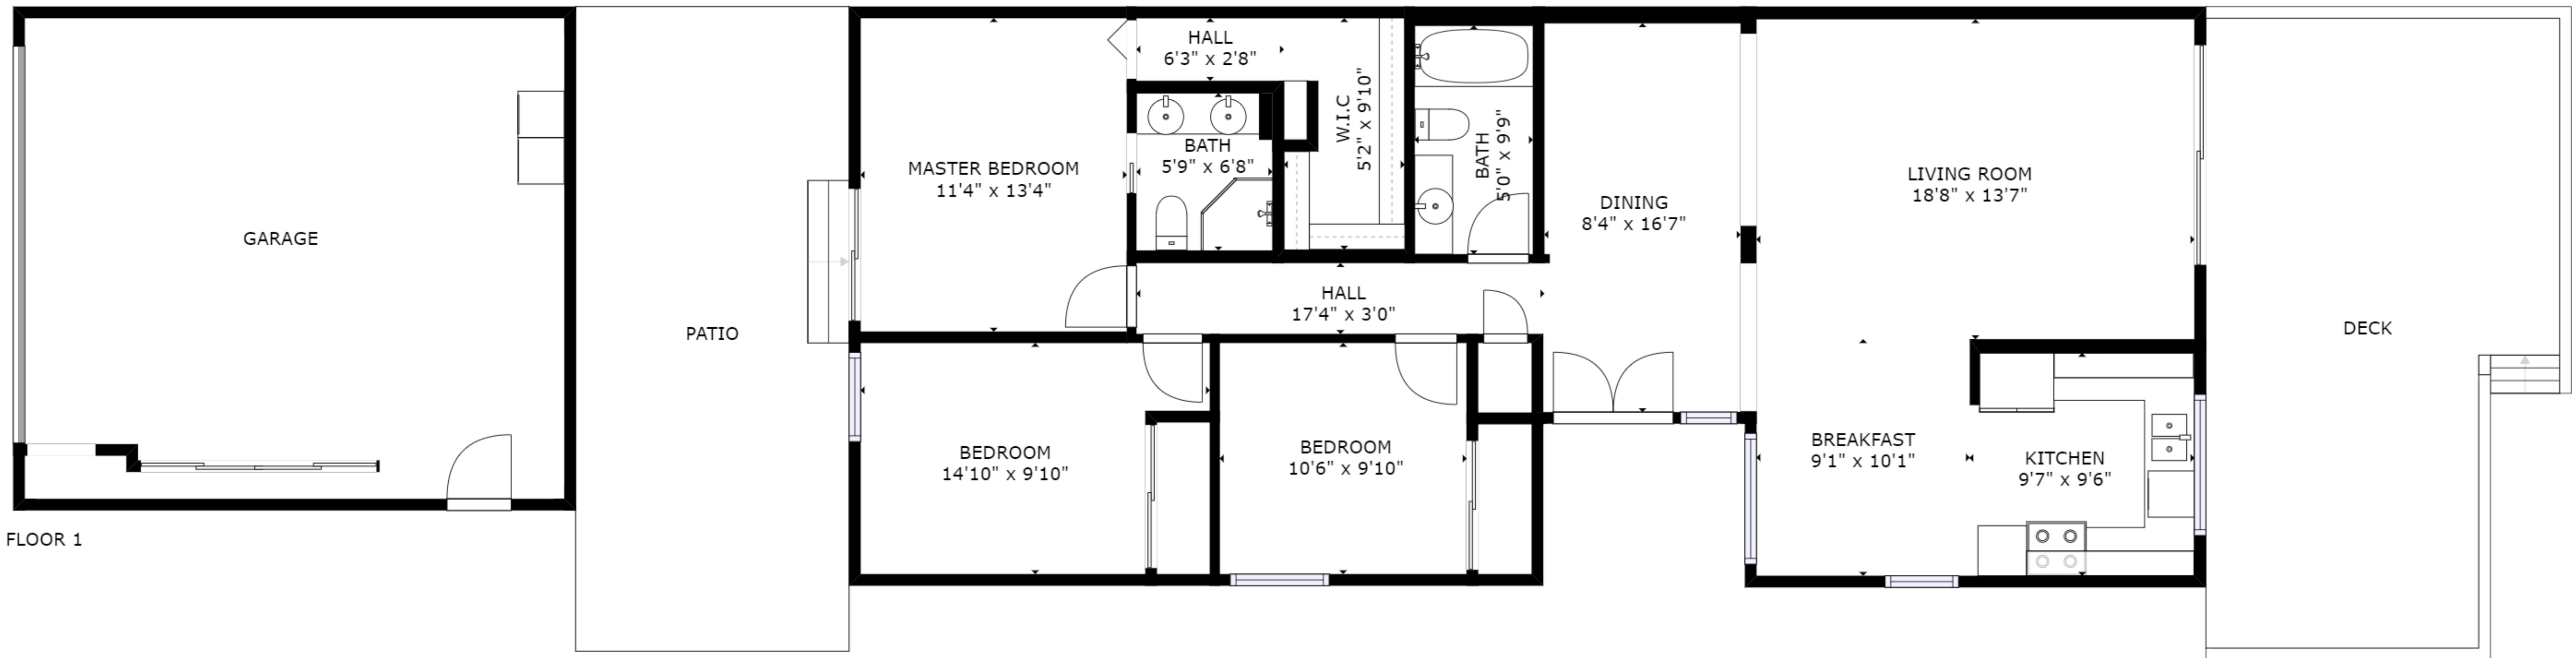 GARAGE
FLOOR 1
PATIO
MASTER BEDROOM
11'4" x 13'4"
HALL
6'3" x 2'8"
BATH
5'9" x 6'8"
W.I.C
5'2" x 9'10"
BATH
5'0" x 9'9"
DINING
8'4" x 16'7"
LIVING ROOM
18'8" x 13'7"
HALL
17'4" x 3'0"
BEDROOM
14'10" x 9'10"
BEDROOM
10'6" x 9'10"
BREAKFAST
9'1" x 10'1"
KITCHEN
9'7" x 9'6"
DECK